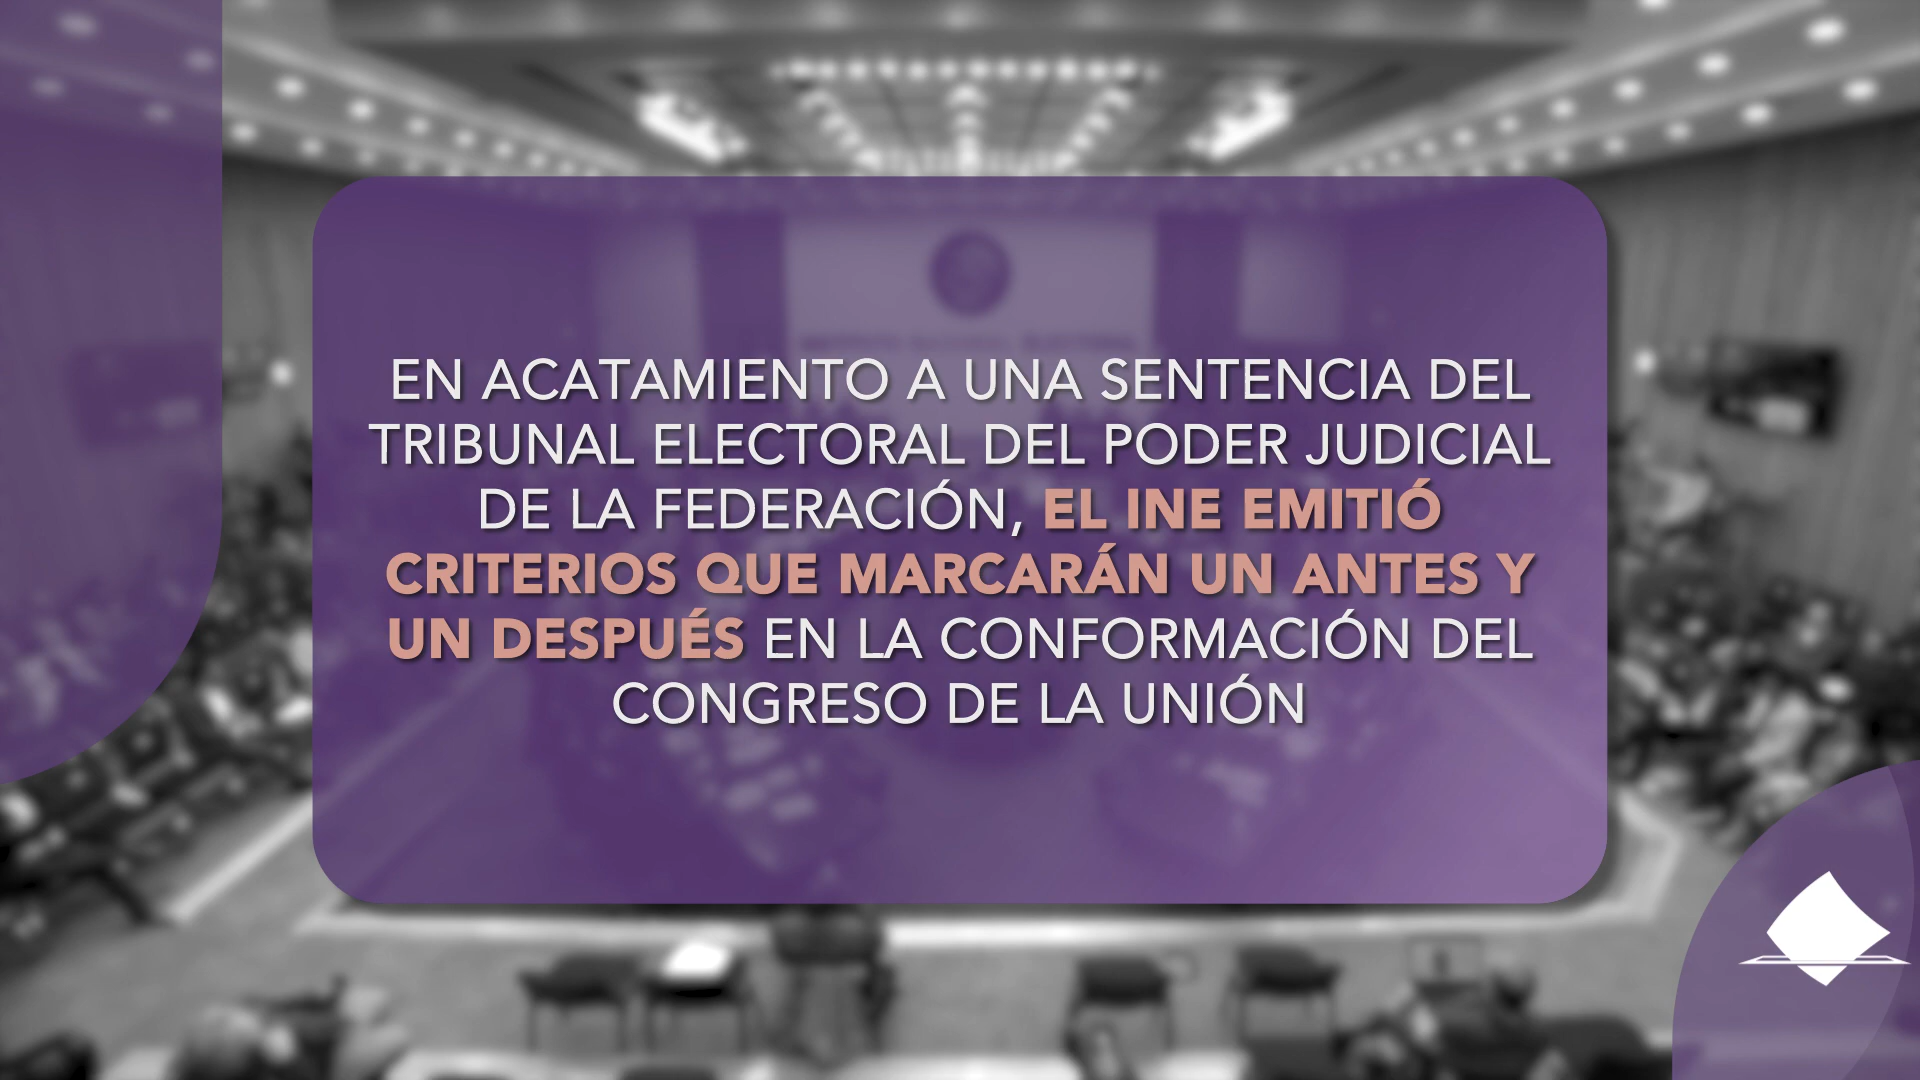 EN ACATAMIENTO A UNA SENTENCIA DEL
TRIBUNAL ELECTORAL DEL PODER JUDICIAL
DE LA FEDERACIÓN, EL INE EMITIÓ
CRITERIOS QUE MARCARÁN UN ANTES Y
UN DESPUÉS EN LA CONFORMACIÓN DEL
CONGRESO DE LA UNIÓN